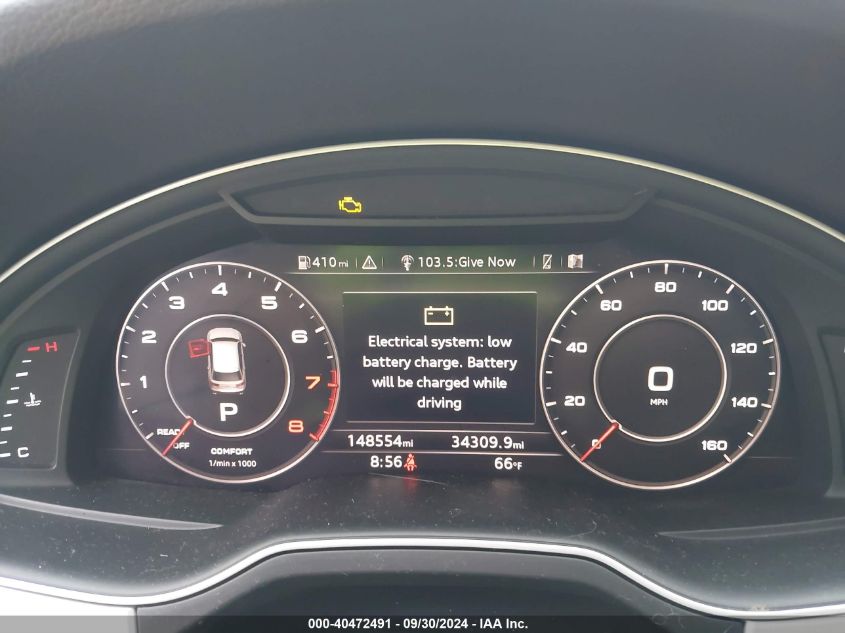 410 mi
103.5:Give Now
Electrical system: low
battery charge. Battery
will be charged while
driving
1
2
3
4
5
6
7
8
READY
OFF
P
COMFORT
1/min x 1000
H
C
0
20
40
60
80
100
120
140
160
0
MPH
148554mi
34309.9mi
8:56
66°F
000-40472491 - 09/30/2024 - IAA Inc.